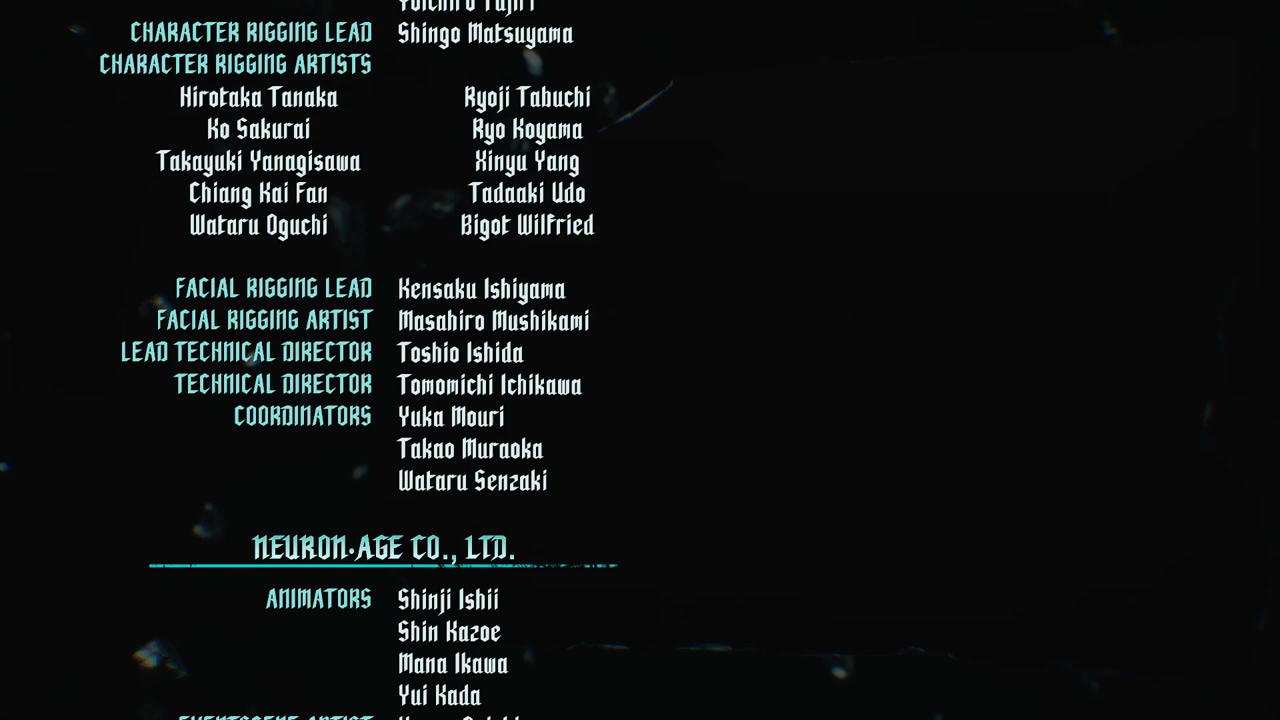 CHARACTER RIGGING LEAD Shingo Matsuyama
CHARACTER RIGGING ARTISTS
Hirotaka Tanaka Ryoji Tabuchi
Ko Sakurai Ryo Koyama
Takayuki Yanagisawa Xinyu Yang
Chiang Kai Fan Tadaaki Udo
Wataru Oguchi Bigot Wilfried
FACIAL RIGGING LEAD Kensaku Ishiyama
FACIAL RIGGING ARTIST Masahiro Mushikami
LEAD TECHNICAL DIRECTOR Toshio Ishida
TECHNICAL DIRECTOR Tomomichi Ichikawa
COORDINATORS Yuka Mouri
Takao Muraoka
Wataru Senzaki
NEURON·AGE CO., LTD.
ANIMATORS Shinji Ishii
Shin Kazoe
Mana Ikawa
Yui Kada